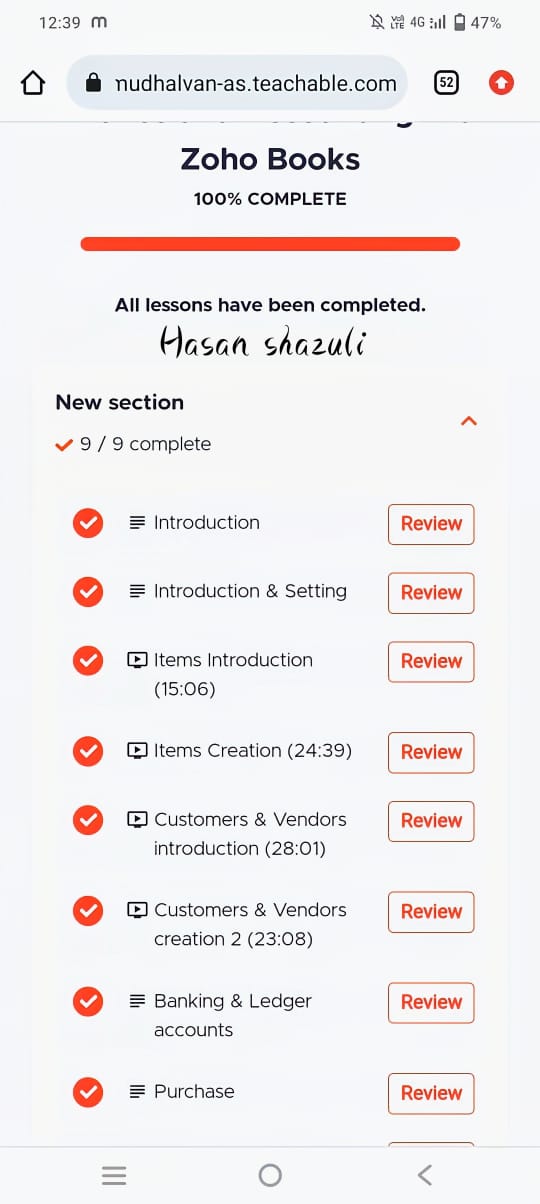 12:39 m
VoD LTE 4G 47%
nudhalvan-as.teachable.com 52
Zoho Books
100% COMPLETE
All lessons have been completed.
Hasan shazuli
New section
9 / 9 complete
Introduction Review
Introduction & Setting Review
Items Introduction Review
(15:06)
Items Creation (24:39) Review
Customers & Vendors Review
introduction (28:01)
Customers & Vendors Review
creation 2 (23:08)
Banking & Ledger Review
accounts
Purchase Review